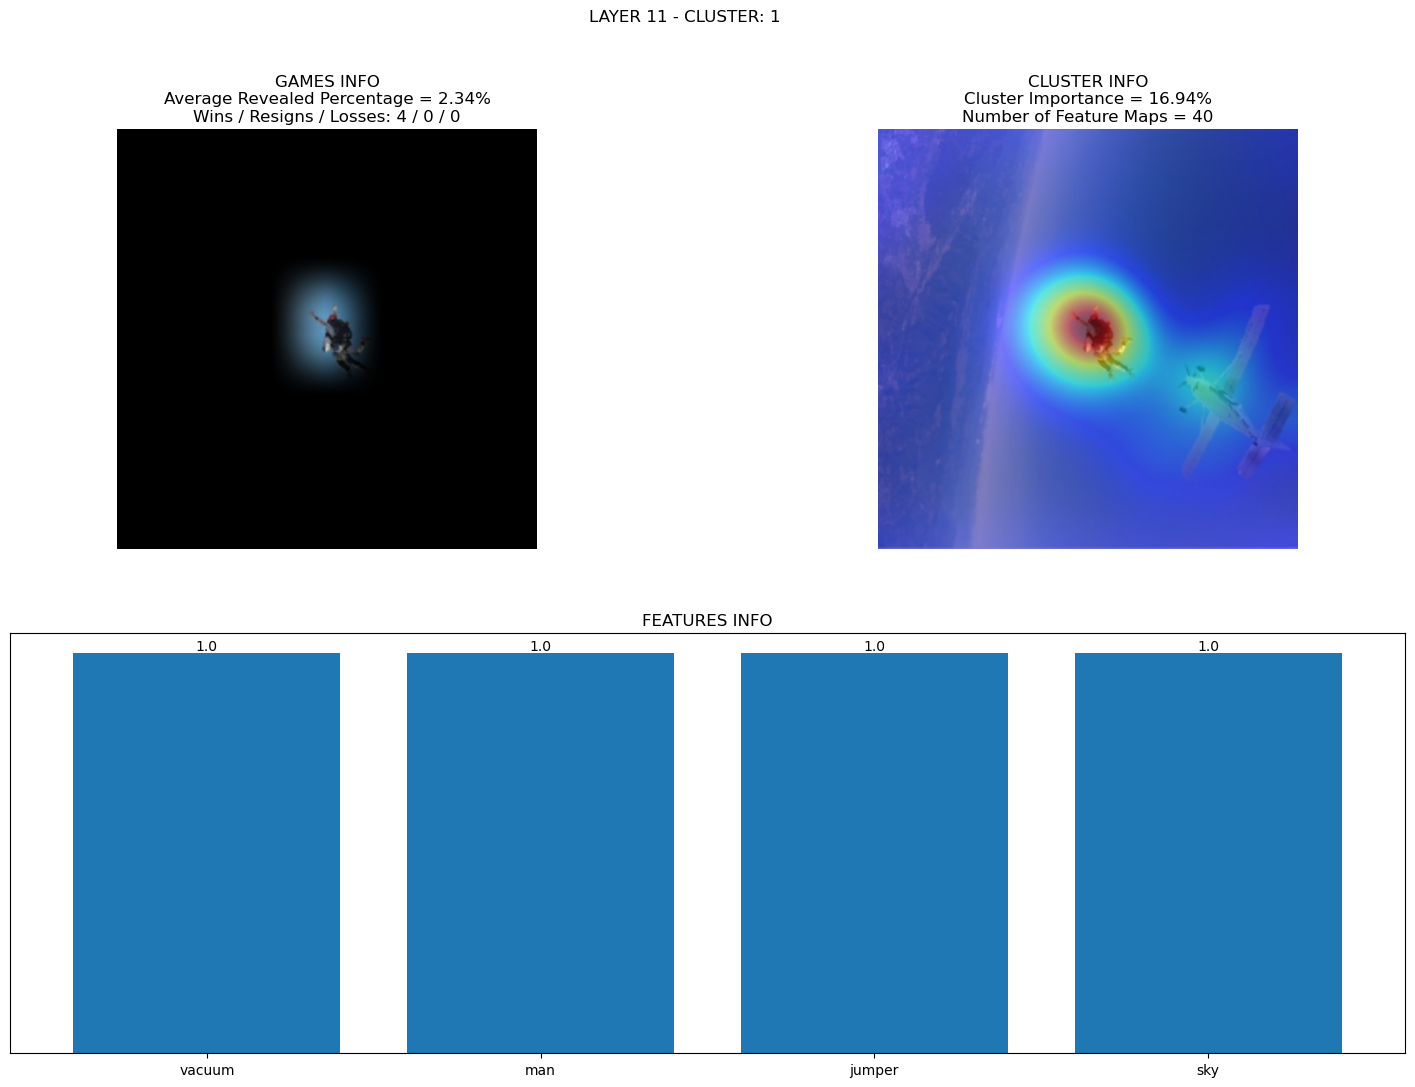 LAYER 11 - CLUSTER: 1
GAMES INFO
Average Revealed Percentage = 2.34%
Wins / Resigns / Losses: 4 / 0 / 0
CLUSTER INFO
Cluster Importance = 16.94%
Number of Feature Maps = 40
FEATURES INFO
1.0 1.0 1.0 1.0
vacuum man jumper sky